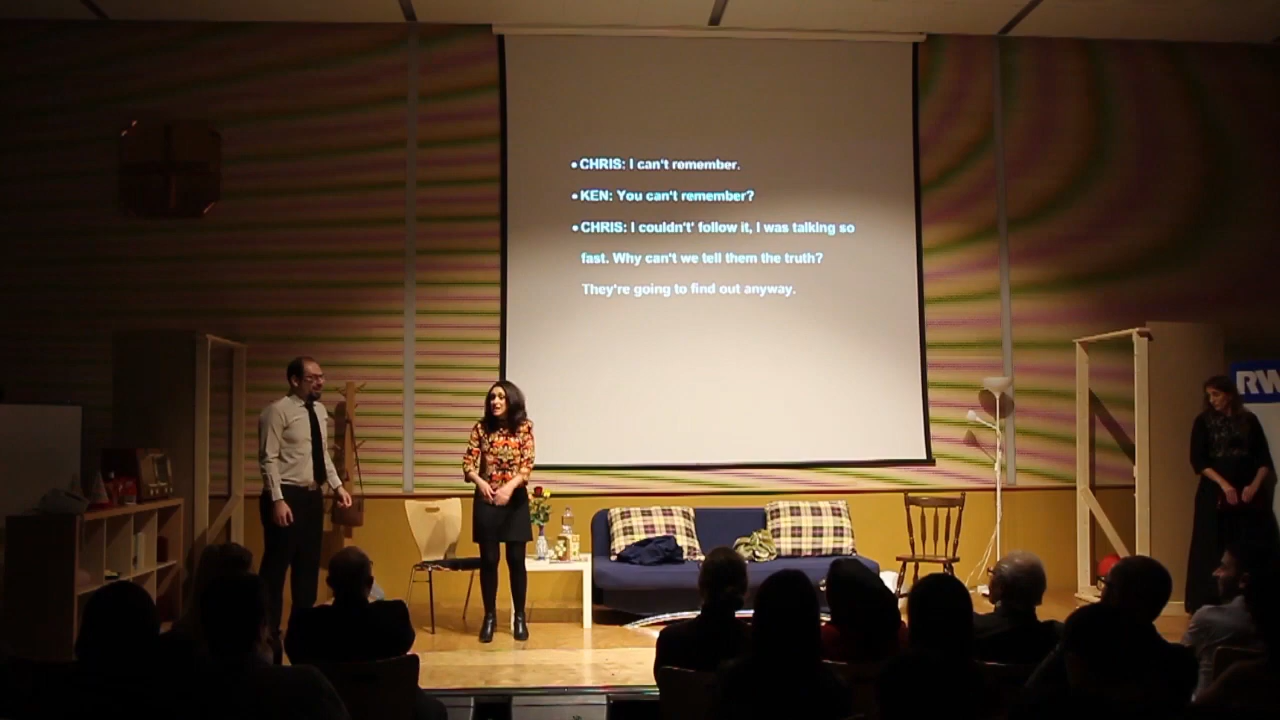 • CHRIS: I can't remember.
• KEN: You can't remember?
• CHRIS: I couldn't' follow it, I was talking so
fast. Why can't we tell them the truth?
They're going to find out anyway.
RW